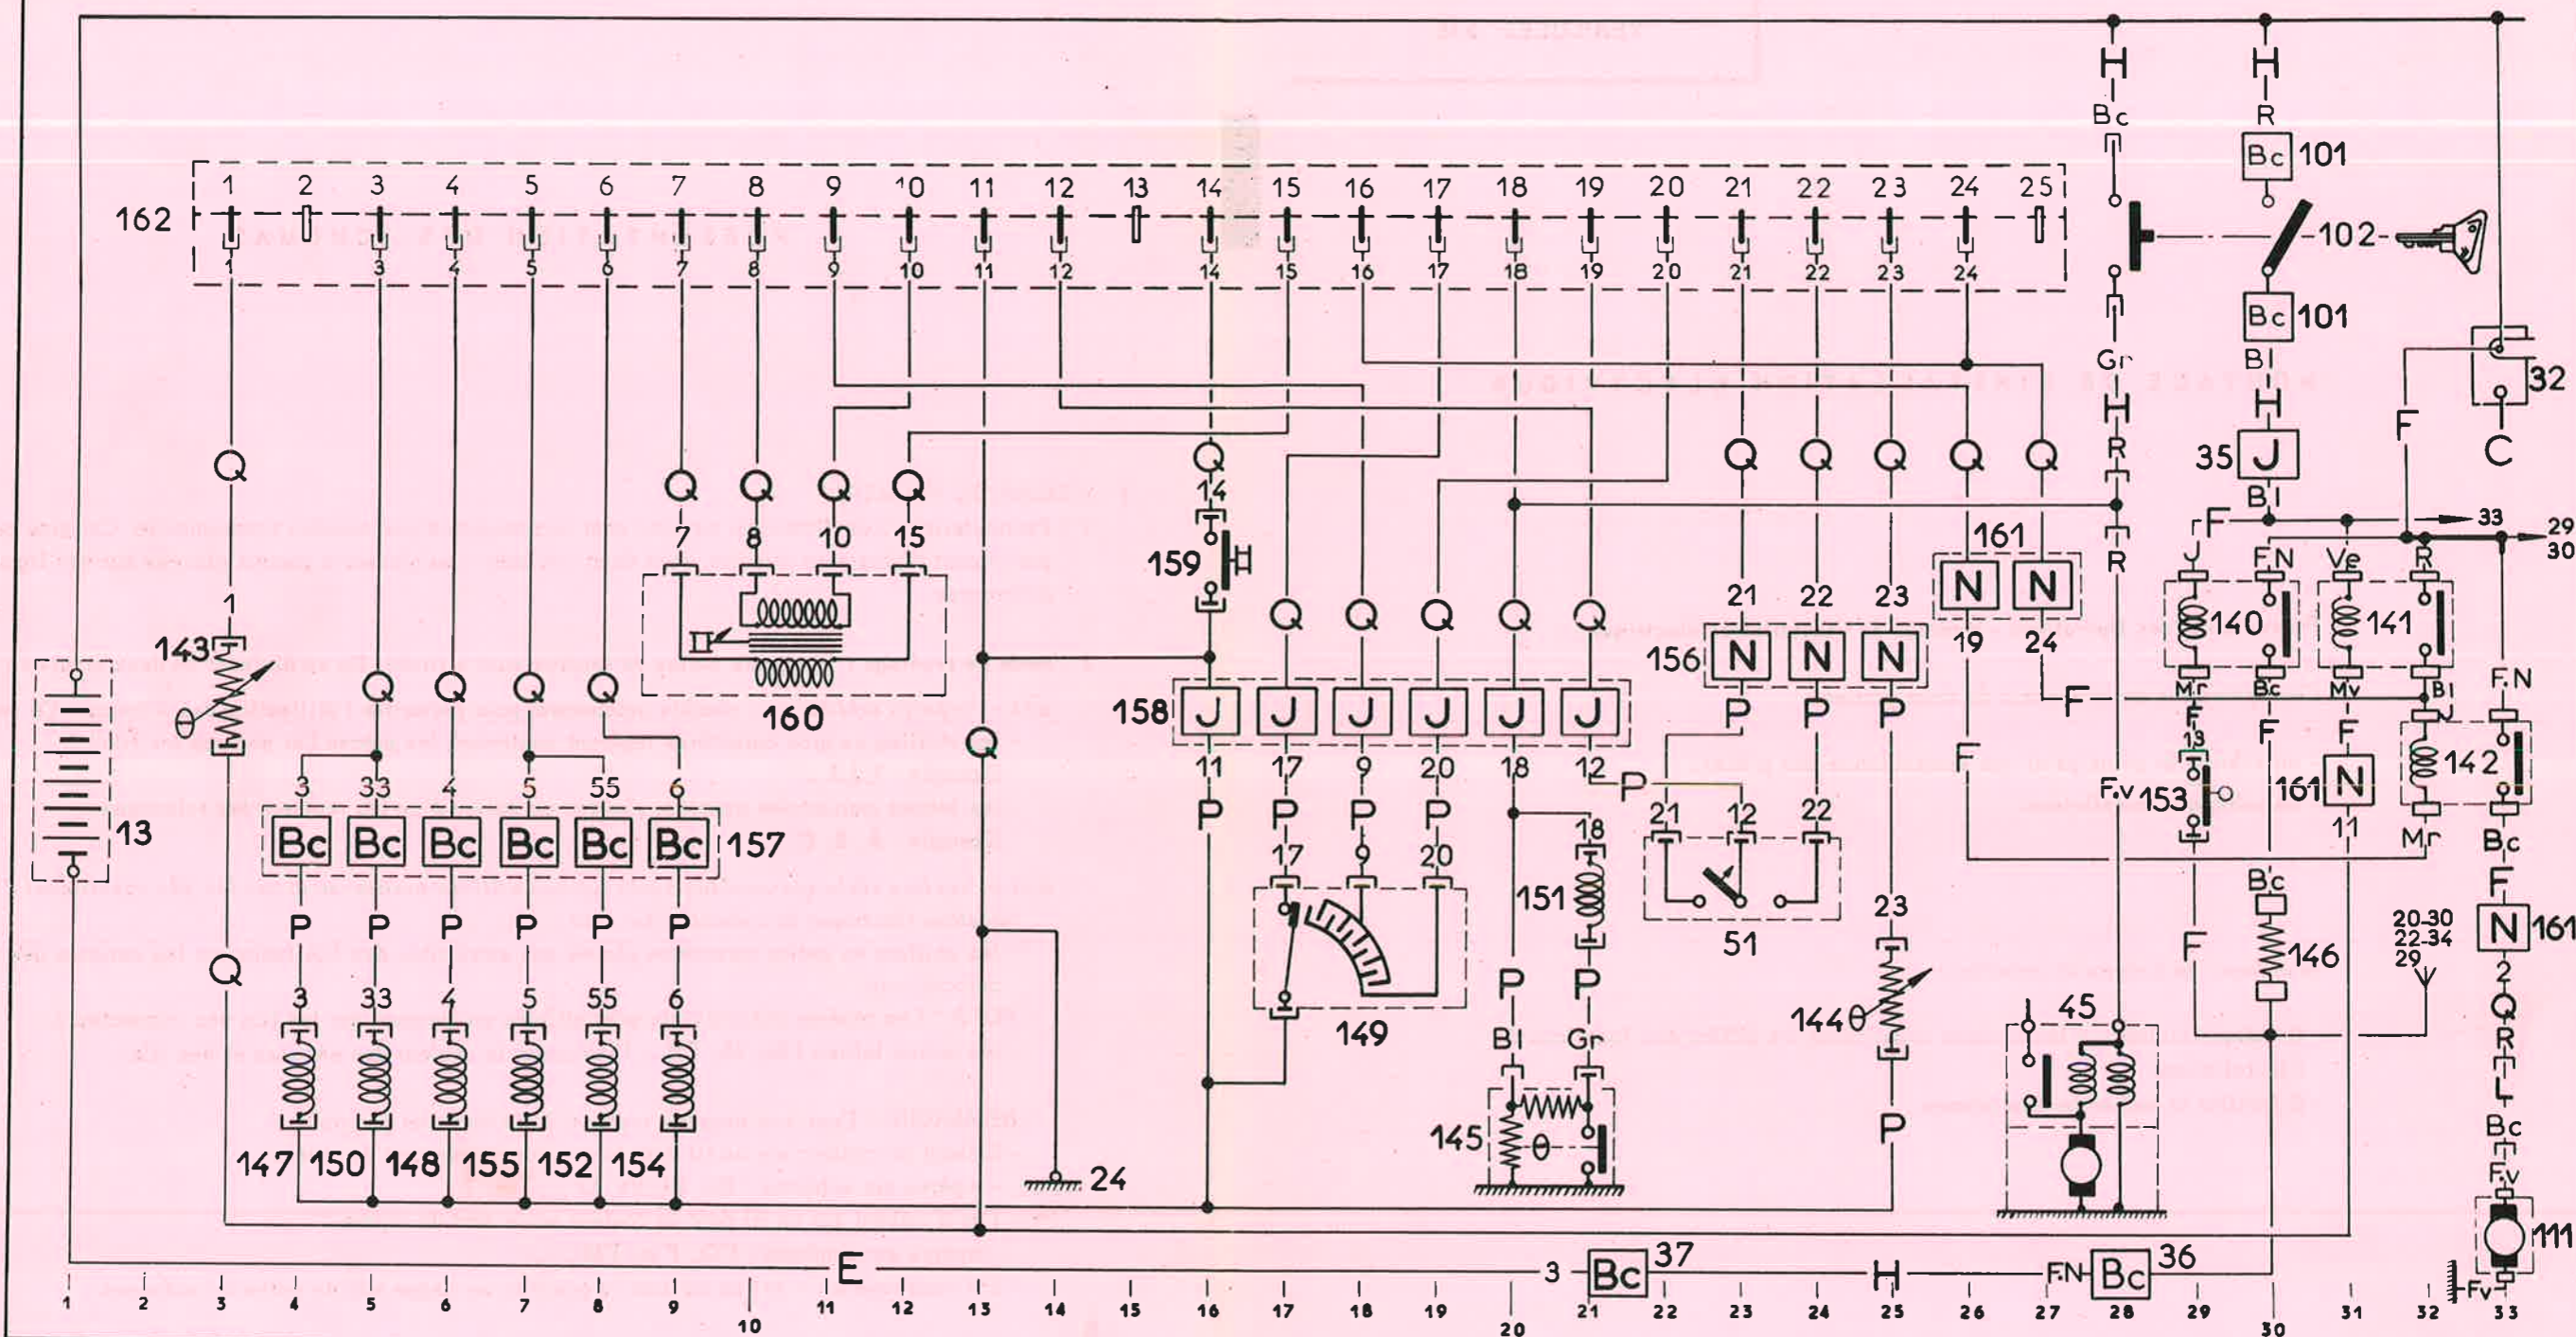 H H
Bc R
Bc 101
1 2 3 4 5 6 7 8 9 10 11 12 13 14 15 16 17 18 19 20 21 22 23 24 25
162
102
1 3 4 5 6 7 8 9 10 11 12 14 15 16 17 18 19 20 21 22 23 24
Bc 101
Gr Bl 32
H H F C
Q Q Q Q Q Q Q R 35 J
Q Q Q Q 14 Bl
F 33
7 8 10 15 159 161 R J F.N Ve R 29
30
N N
1 Q Q Q Q Q 21 22 23 19 24 140 141
143 156 N N N
Q Q Q Q 160 158 J J J J J J P P P F Mr Bc Mv Bl F.N
θ Q F F F J
13
11 17 9 20 18 12 P F F.v 153 161 N 142
3 33 4 5 55 6 P P P P 21 12 22 11 Mr Bc
13 Bc Bc Bc Bc Bc Bc 157 17 9 20 18 F
151 Bc
P P P P P P 23 20-30 N 161
22-34
29
Q 51 F 146 2
3 33 4 5 55 6 149 P P 144 θ 45 Q
Bl Gr R
L
145 θ P Bc
147 150 148 155 152 154 24 F.v
111
E 3 Bc 37 H F.N Bc 36
Fv
1 2 3 4 5 6 7 8 9 10 11 12 13 14 15 16 17 18 19 20 21 22 23 24 25 26 27 28 29 30 31 32 33